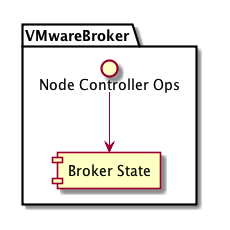 VMwareBroker
Node Controller Ops
Broker State